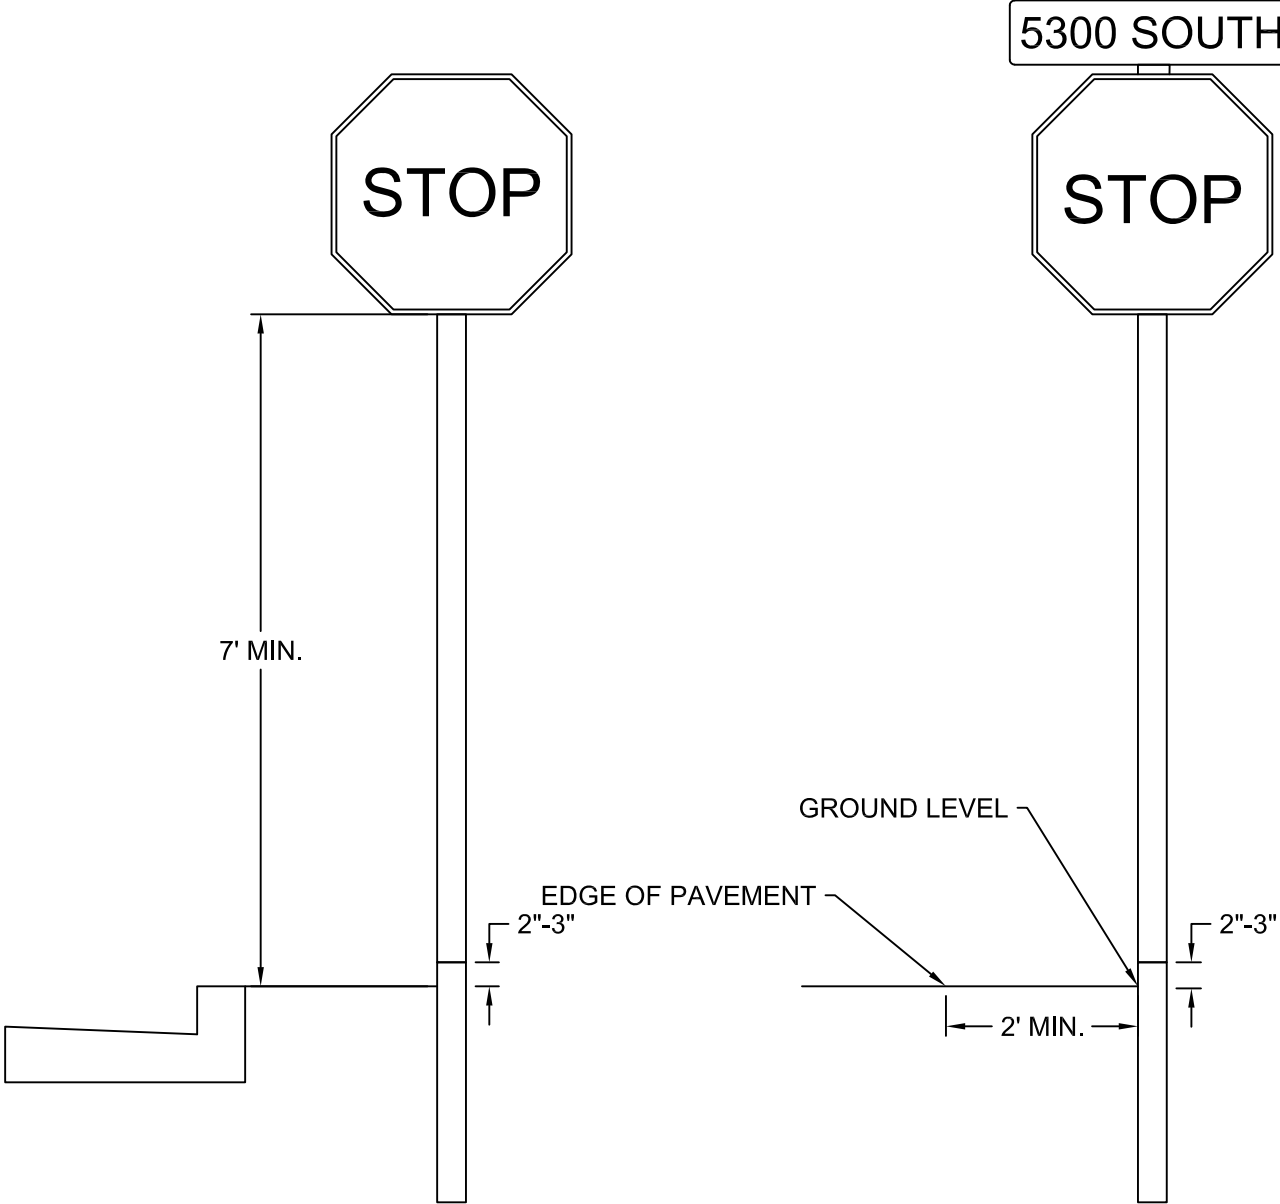 5300 SOUTH
STOP
STOP
7' MIN.
GROUND LEVEL
EDGE OF PAVEMENT
2"-3"
2"-3"
2' MIN.